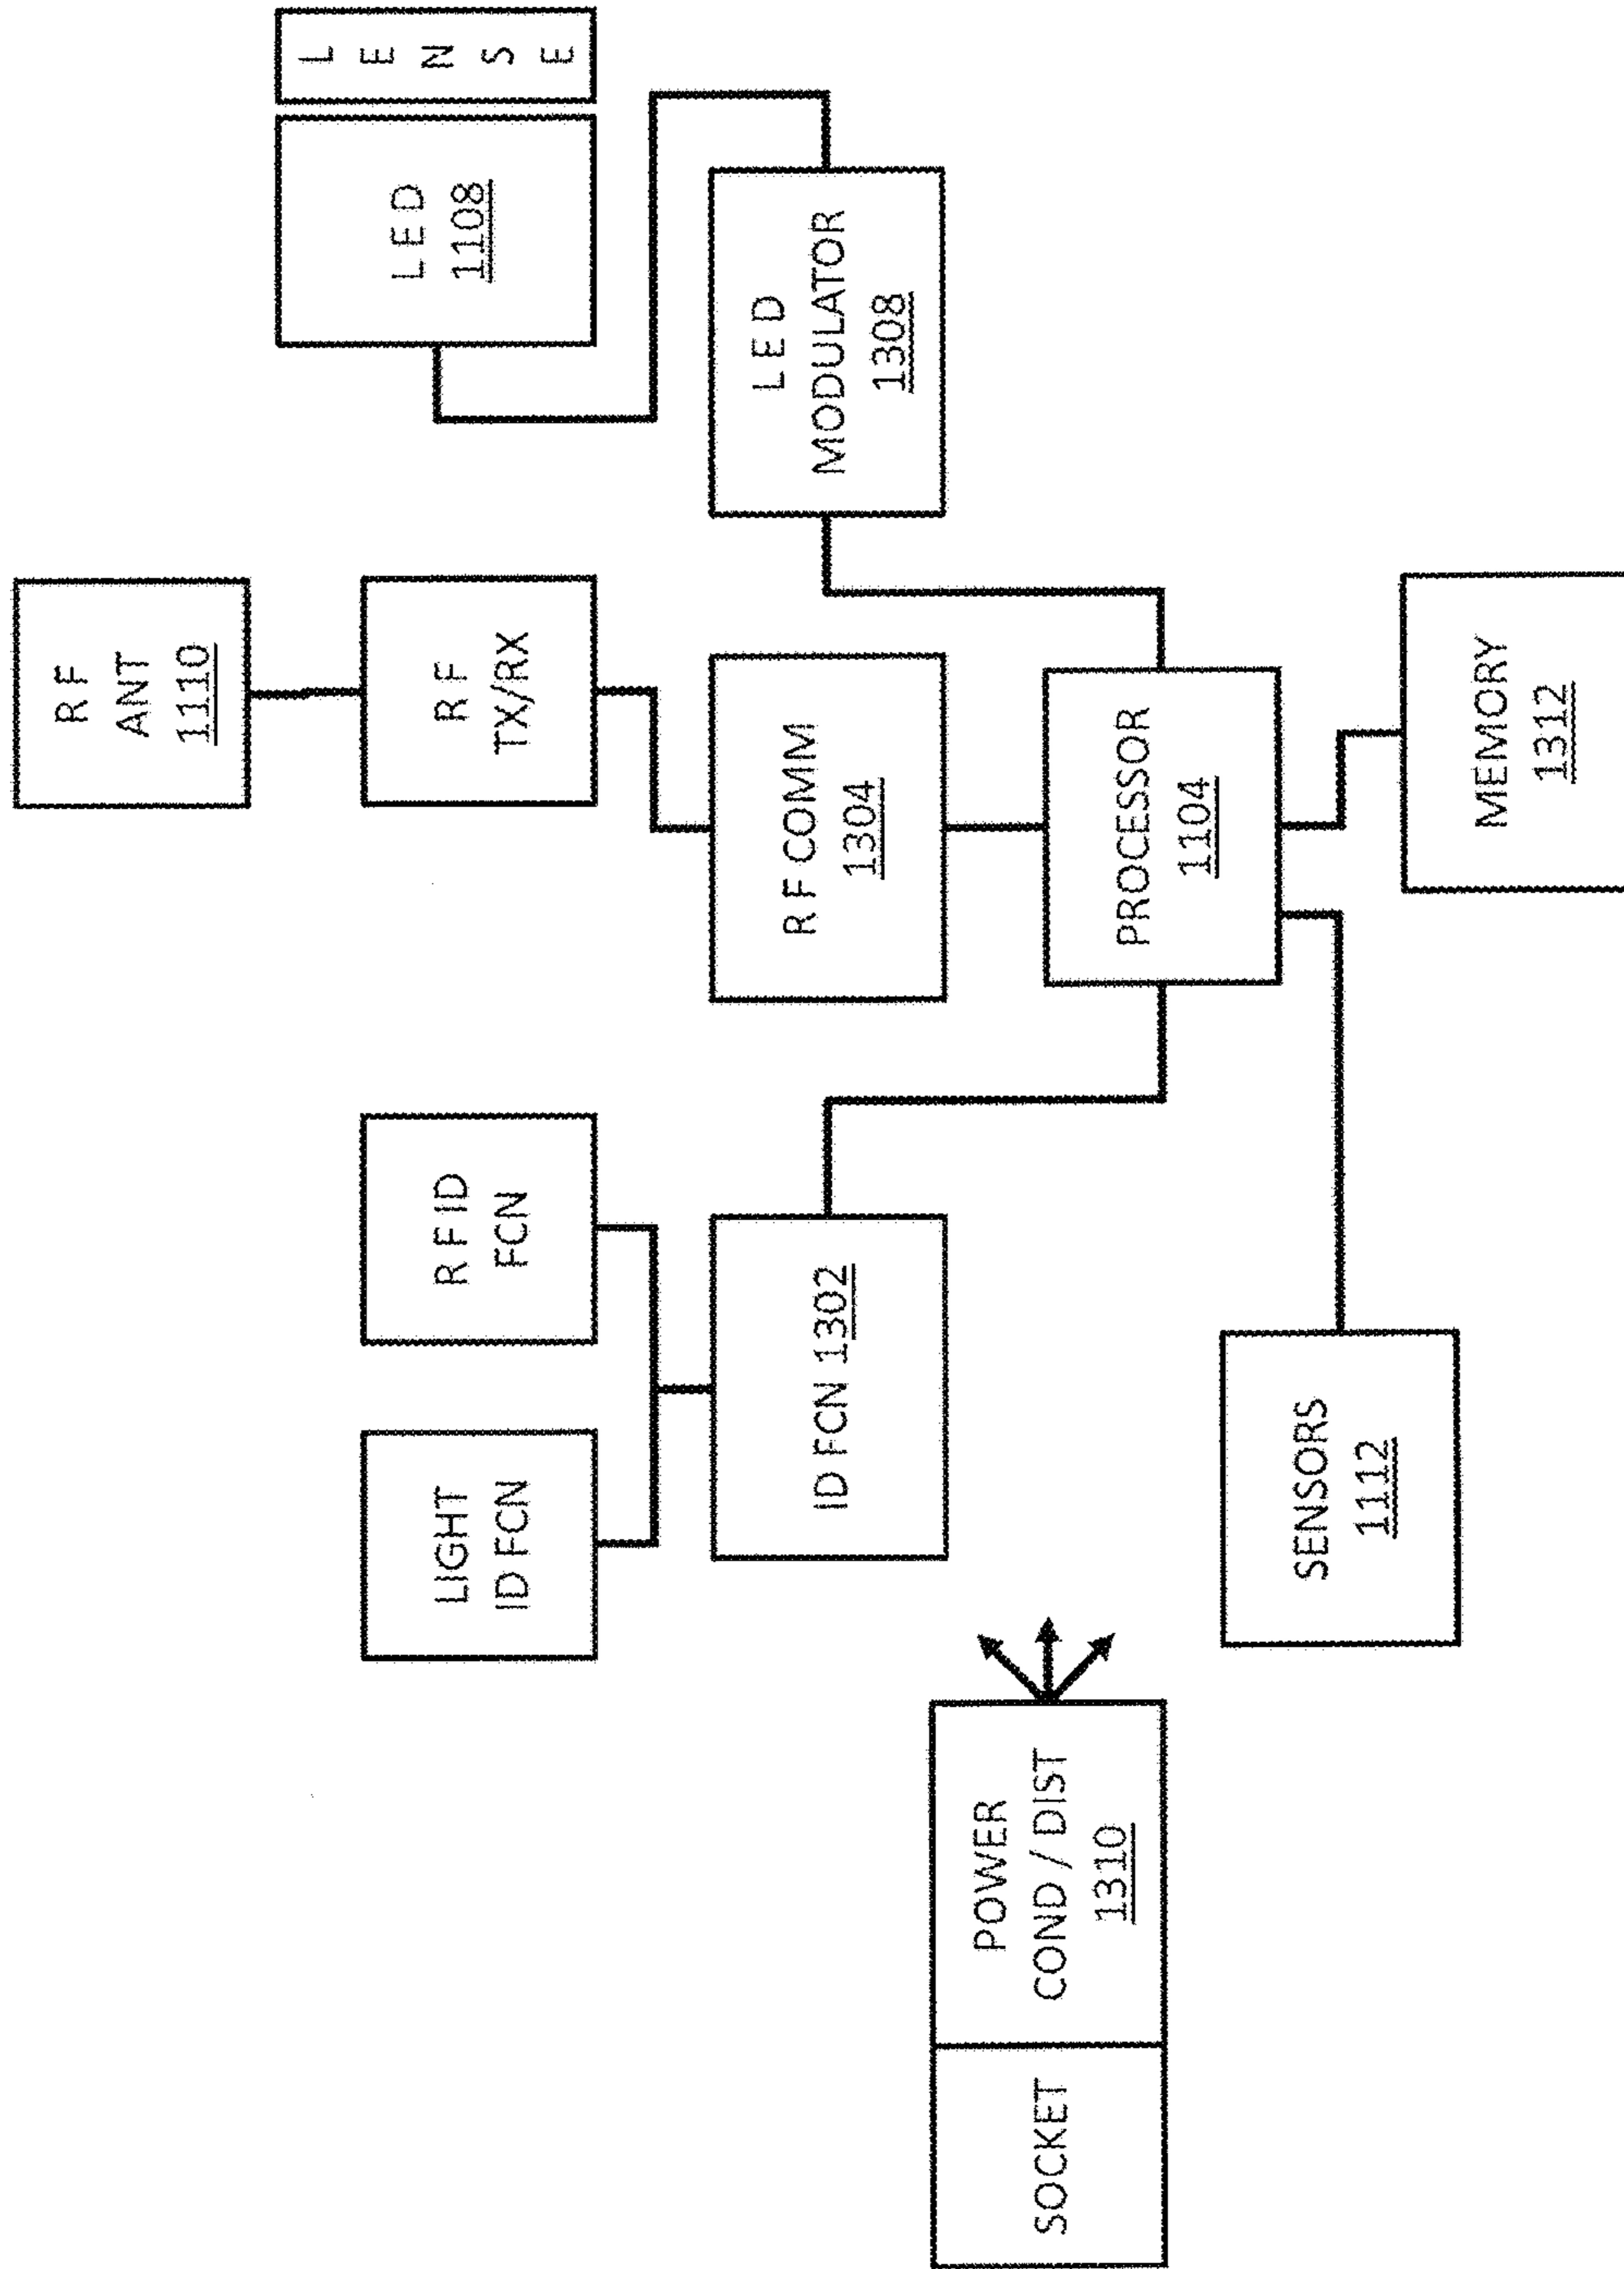 SOCKET
POWER
COND / DIST
1310
LIGHT
ID FCN
R F ID
FCN
ID FCN 1302
SENSORS
1112
R F
ANT
1110
R F
TX/RX
R F COMM
1304
PROCESSOR
1104
MEMORY
1312
L E D
MODULATOR
1308
L E D
1108
L
E
N
S
E